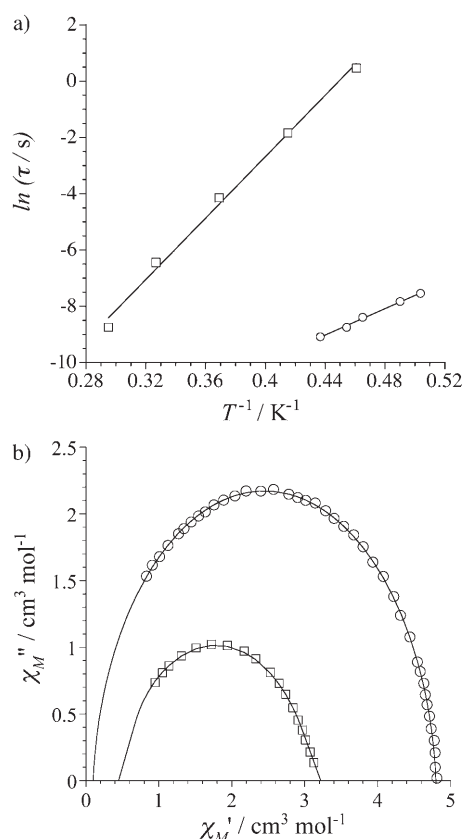 a)
2
0
-2
-4
-6
-8
-10
ln (τ / s)
0.28 0.32 0.36 0.4 0.44 0.48 0.52
T⁻¹ / K⁻¹
b)
2.5
2
1.5
1
0.5
0
χM'' / cm³ mol⁻¹
0 1 2 3 4 5
χM' / cm³ mol⁻¹